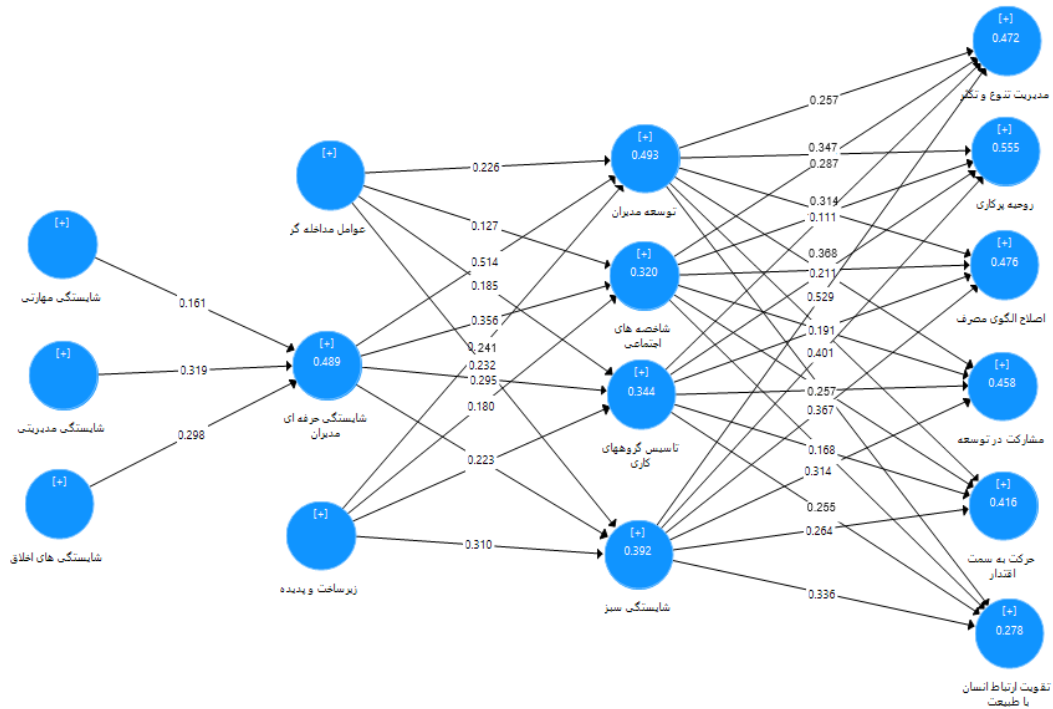 [+]
0.472
مدیریت تنوع و تکثر
[+]
0.555
روحیه پرکاری
[+]
0.476
اصلاح الگوی مصرف
[+]
0.458
مشارکت در توسعه
[+]
0.416
حرکت به سمت
اقتدار
[+]
0.278
تقویت ارتباط انسان
با طبیعت
[+]
0.493
توسعه مدیران
[+]
0.320
شاخصه های
اجتماعی
[+]
0.344
تاسیس گروههای
کاری
[+]
0.392
شایستگی سبز
[+]
عوامل مداخله گر
[+]
0.489
شایستگی حرفه ای
مدیران
[+]
زیرساخت و پدیده
[+]
شایستگی مهارتی
[+]
شایستگی مدیریتی
[+]
شایستگی های اخلاق
0.161
0.319
0.298
0.226
0.127
0.514
0.185
0.356
0.241
0.232
0.295
0.180
0.223
0.310
0.257
0.347
0.287
0.314
0.111
0.368
0.211
0.529
0.191
0.401
0.257
0.367
0.168
0.314
0.255
0.264
0.336